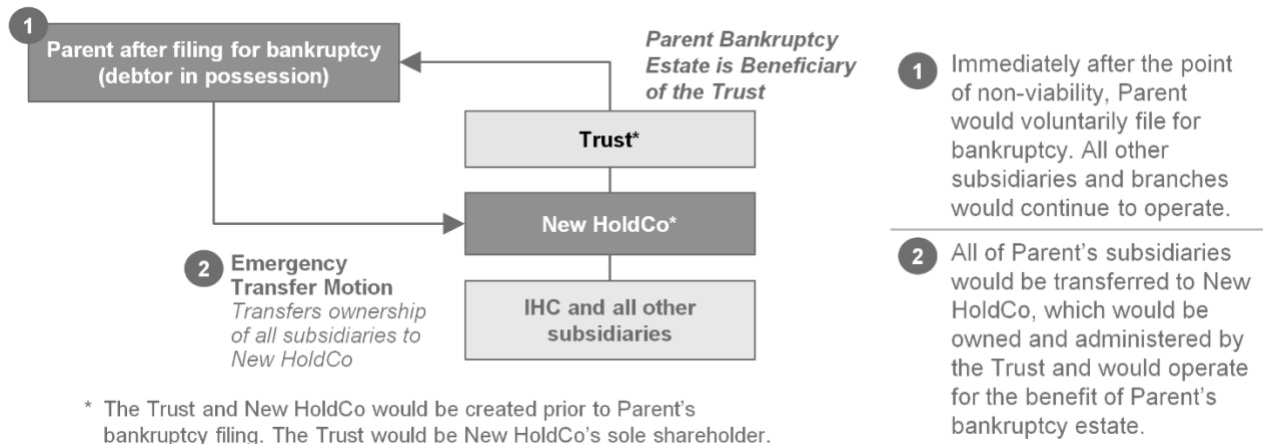 1
Parent after filing for bankruptcy
(debtor in possession)
Parent Bankruptcy
Estate is Beneficiary
of the Trust
Trust*
New HoldCo*
2
Emergency
Transfer Motion
Transfers ownership
of all subsidiaries to
New HoldCo
IHC and all other
subsidiaries
* The Trust and New HoldCo would be created prior to Parent's
bankruptcy filing. The Trust would be New HoldCo's sole shareholder.
1
Immediately after the point
of non-viability, Parent
would voluntarily file for
bankruptcy. All other
subsidiaries and branches
would continue to operate.
2
All of Parent's subsidiaries
would be transferred to New
HoldCo, which would be
owned and administered by
the Trust and would operate
for the benefit of Parent's
bankruptcy estate.